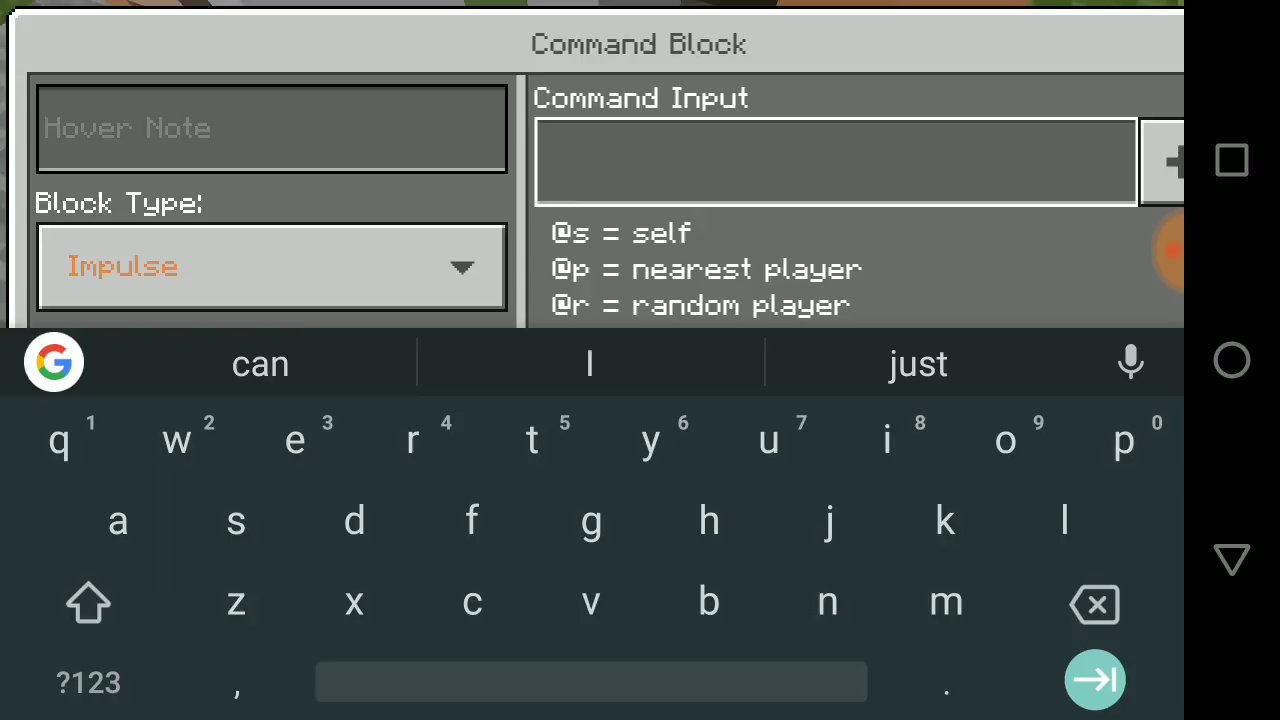 Command Block
Hover Note
Block Type:
Impulse
Command Input
@s = self
@p = nearest player
@r = random player
G
can I just
q 1 w 2 e 3 r 4 t 5 y 6 u 7 i 8 o 9 p 0
a s d f g h j k l
z x c v b n m
?123 , .